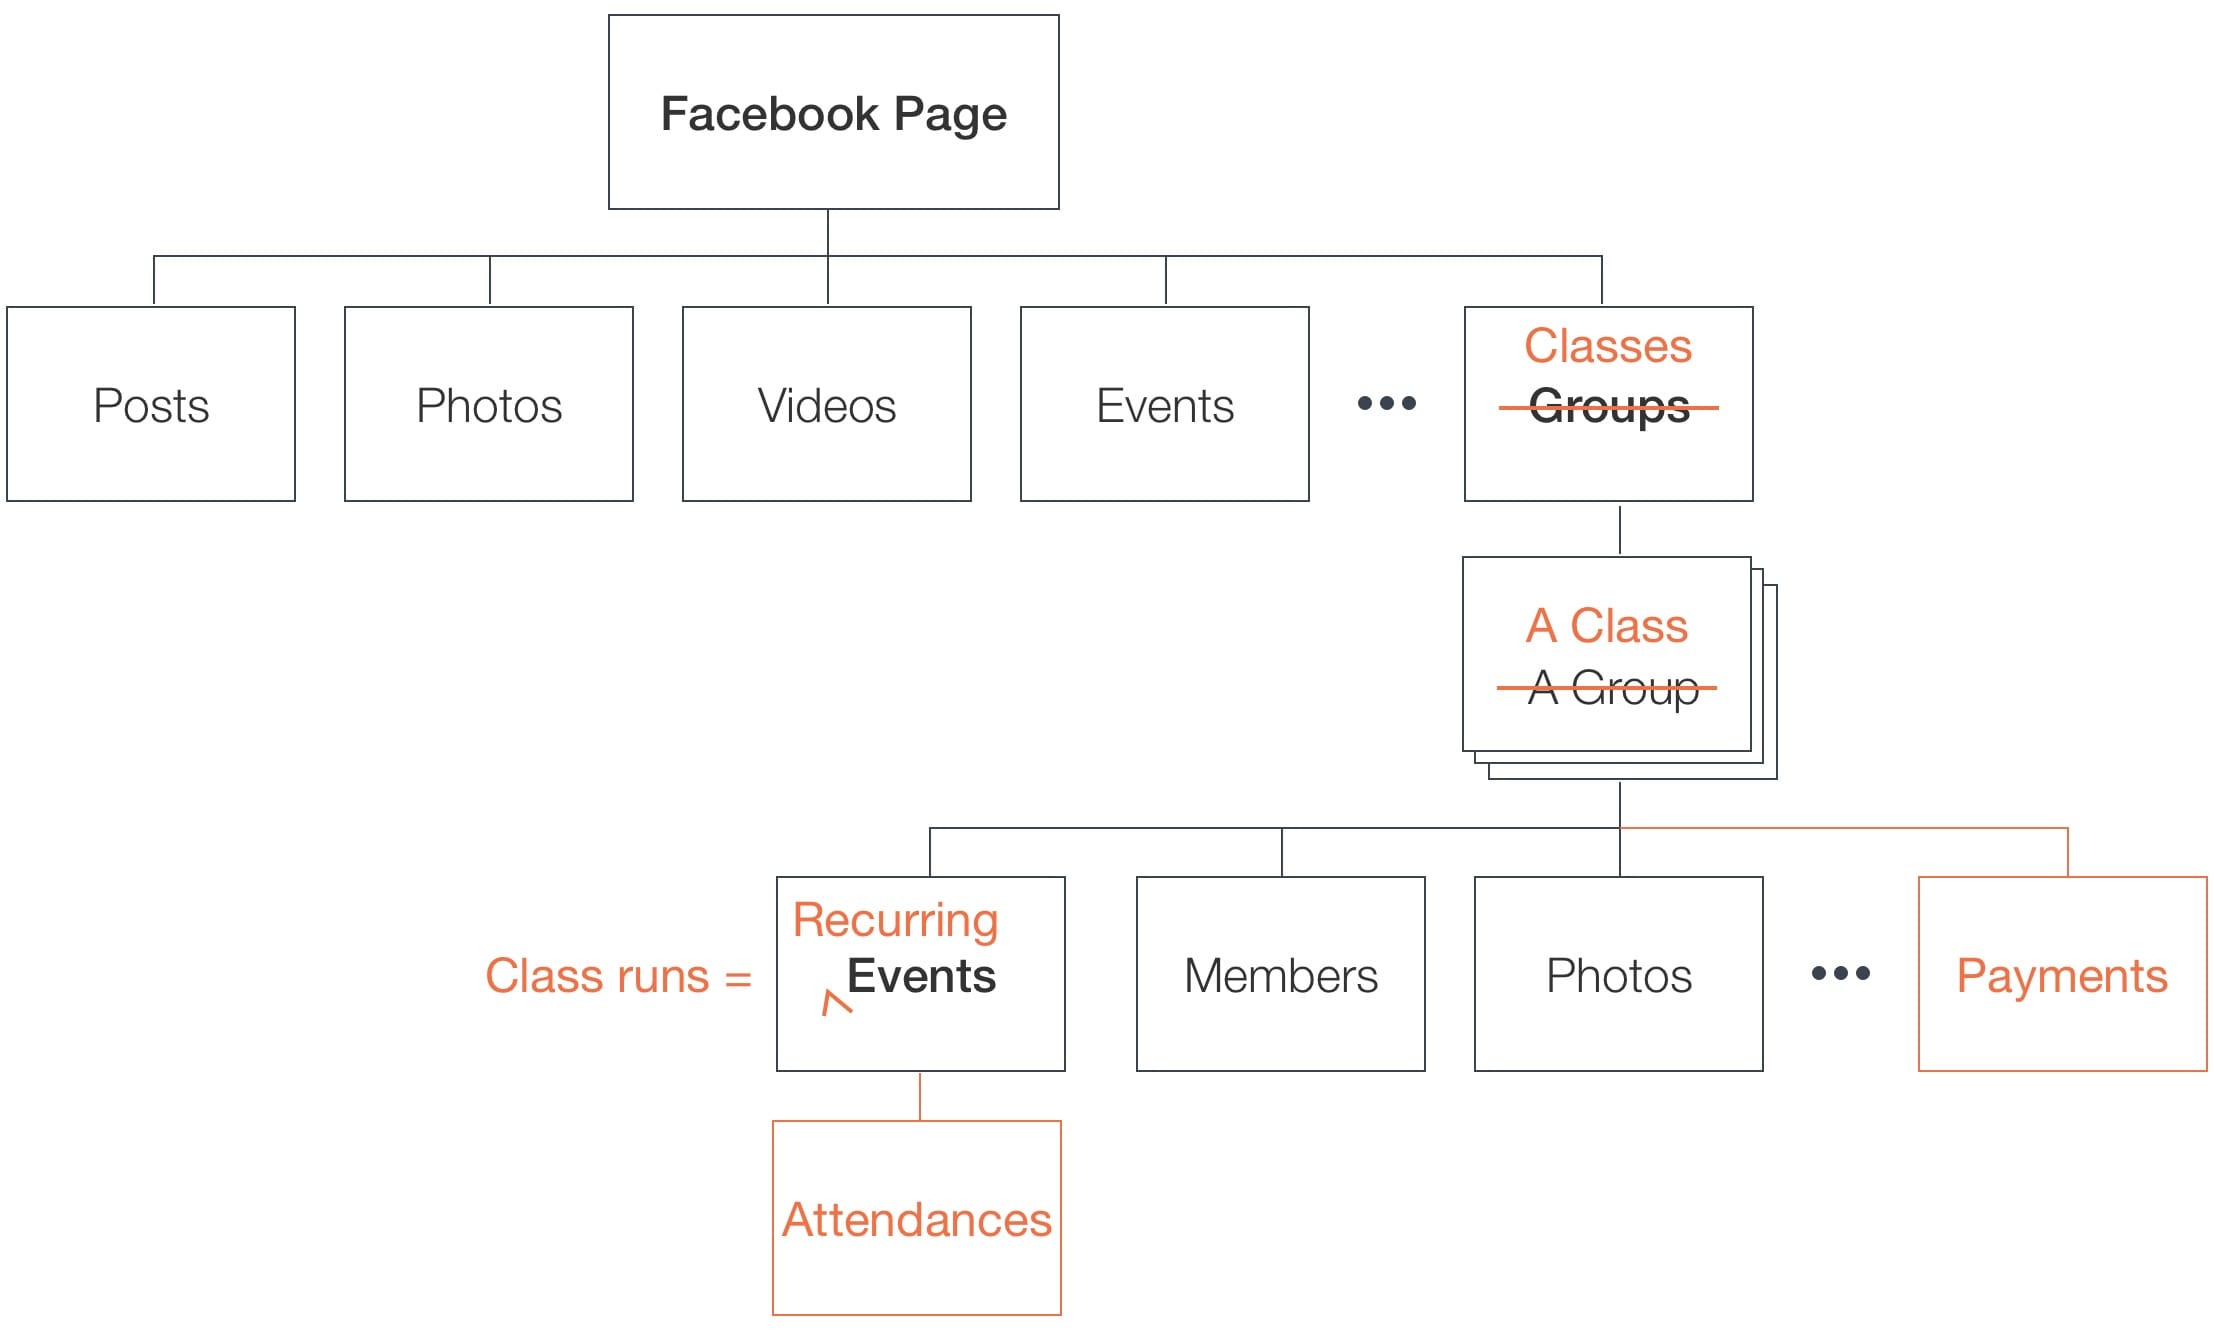 Facebook Page
Posts
Photos
Videos
Events
•••
Classes
Groups
A Class
A Group
Class runs =
Recurring
Events
Members
Photos
•••
Payments
Attendances